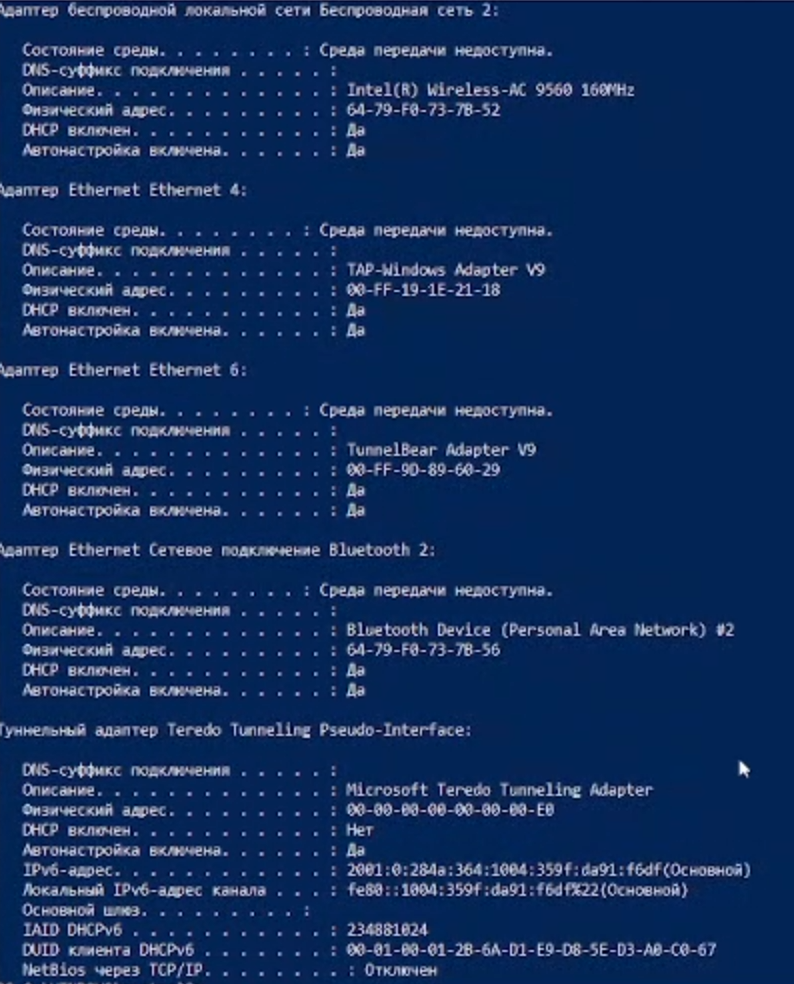 Адаптер беспроводной локальной сети Беспроводная сеть 2:
Состояние среды. . . . . . . . : Среда передачи недоступна.
DNS-суффикс подключения . . . . . :
Описание. . . . . . . . . . . . . : Intel(R) Wireless-AC 9560 160MHz
Физический адрес. . . . . . . . . : 64-79-F0-73-7B-52
DHCP включен. . . . . . . . . . . : Да
Автонастройка включена. . . . . . : Да
Адаптер Ethernet Ethernet 4:
Состояние среды. . . . . . . . : Среда передачи недоступна.
DNS-суффикс подключения . . . . . :
Описание. . . . . . . . . . . . . : TAP-Windows Adapter V9
Физический адрес. . . . . . . . . : 00-FF-19-1E-21-18
DHCP включен. . . . . . . . . . . : Да
Автонастройка включена. . . . . . : Да
Адаптер Ethernet Ethernet 6:
Состояние среды. . . . . . . . : Среда передачи недоступна.
DNS-суффикс подключения . . . . . :
Описание. . . . . . . . . . . . . : TunnelBear Adapter V9
Физический адрес. . . . . . . . . : 00-FF-9D-89-60-29
DHCP включен. . . . . . . . . . . : Да
Автонастройка включена. . . . . . : Да
Адаптер Ethernet Сетевое подключение Bluetooth 2:
Состояние среды. . . . . . . . : Среда передачи недоступна.
DNS-суффикс подключения . . . . . :
Описание. . . . . . . . . . . . . : Bluetooth Device (Personal Area Network) #2
Физический адрес. . . . . . . . . : 64-79-F0-73-7B-56
DHCP включен. . . . . . . . . . . : Да
Автонастройка включена. . . . . . : Да
Туннельный адаптер Teredo Tunneling Pseudo-Interface:
DNS-суффикс подключения . . . . . :
Описание. . . . . . . . . . . . . : Microsoft Teredo Tunneling Adapter
Физический адрес. . . . . . . . . : 00-00-00-00-00-00-00-E0
DHCP включен. . . . . . . . . . . : Нет
Автонастройка включена. . . . . . : Да
IPv6-адрес. . . . . . . . . . . . : 2001:0:284a:364:1004:359f:da91:f6df(Основной)
Локальный IPv6-адрес канала . . . : fe80::1004:359f:da91:f6df%22(Основной)
Основной шлюз. . . . . . . . . :
IAID DHCPv6 . . . . . . . . . . . : 234881024
DUID клиента DHCPv6 . . . . . . . : 00-01-00-01-2B-6A-D1-E9-D8-5E-D3-A0-C0-67
NetBios через TCP/IP. . . . . . . . : Отключен